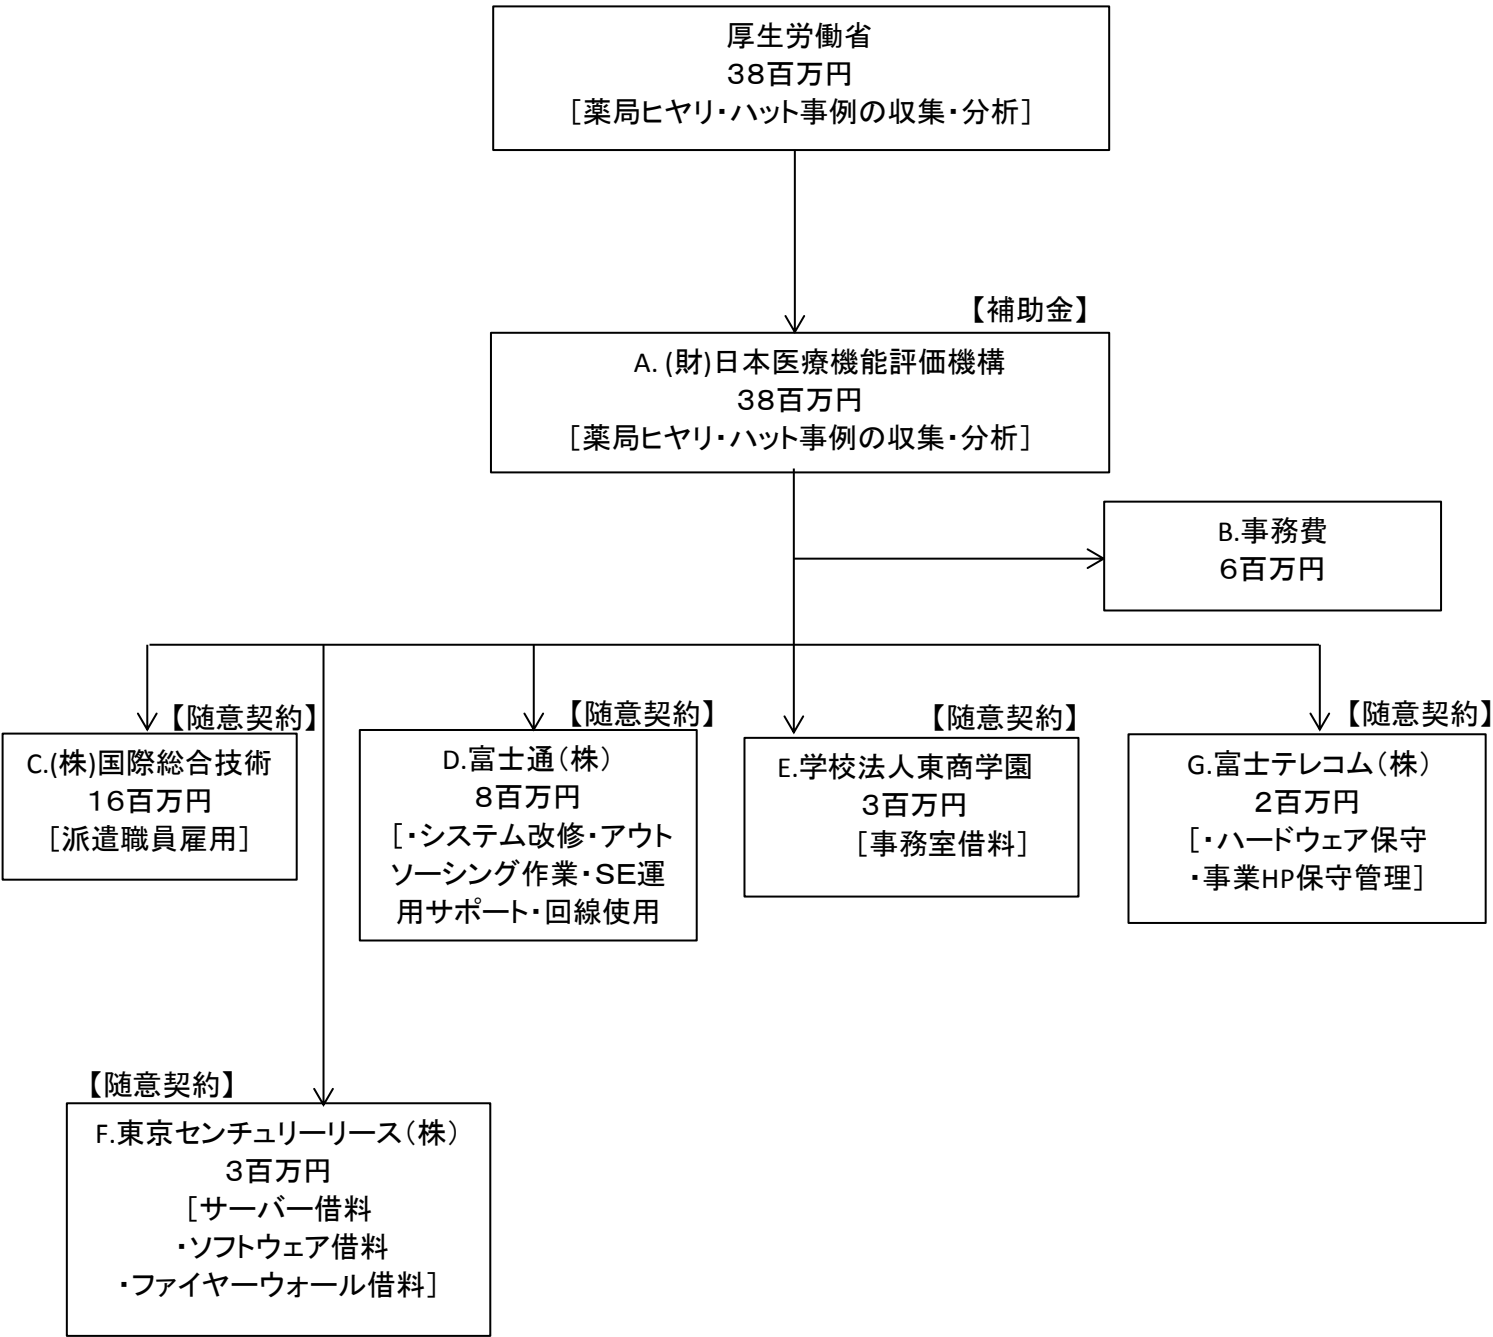 厚生労働省
38百万円
［薬局ヒヤリ・ハット事例の収集・分析］
【補助金】
A. (財)日本医療機能評価機構
38百万円
［薬局ヒヤリ・ハット事例の収集・分析］
B.事務費
6百万円
【随意契約】
C.(株)国際総合技術
16百万円
［派遣職員雇用］
【随意契約】
D.富士通（株）
8百万円
［・システム改修・アウト
ソーシング作業・SE運
用サポート・回線使用
【随意契約】
E.学校法人東商学園
3百万円
［事務室借料］
【随意契約】
G.富士テレコム（株）
2百万円
［・ハードウェア保守
・事業HP保守管理］
【随意契約】
F.東京センチュリーリース（株）
3百万円
［サーバー借料
・ソフトウェア借料
・ファイヤーウォール借料］